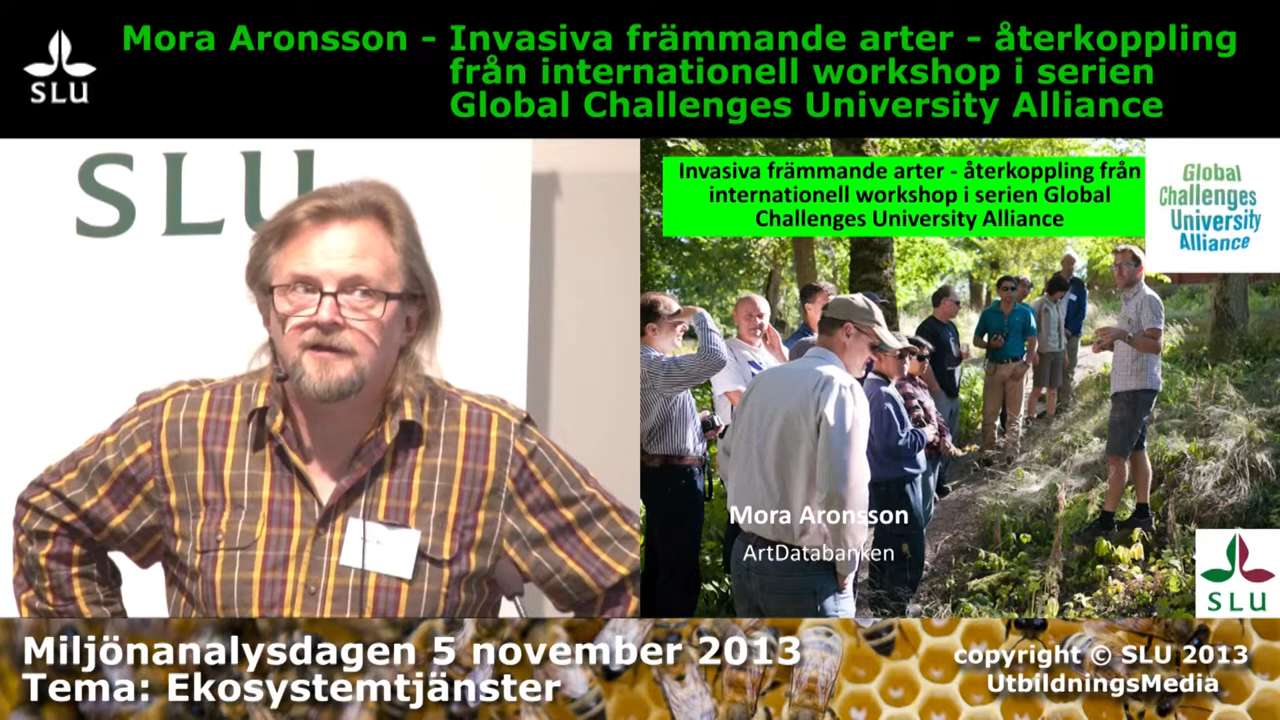 SLU
Mora Aronsson - Invasiva främmande arter - återkoppling
från internationell workshop i serien
Global Challenges University Alliance
SLU
Invasiva främmande arter - återkoppling från
internationell workshop i serien Global
Challenges University Alliance
Global
Challenges
University
Alliance
Mora Aronsson
ArtDatabanken
SLU
Miljönanalysdagen 5 november 2013
Tema: Ekosystemtjänster
copyright © SLU 2013
UtbildningsMedia